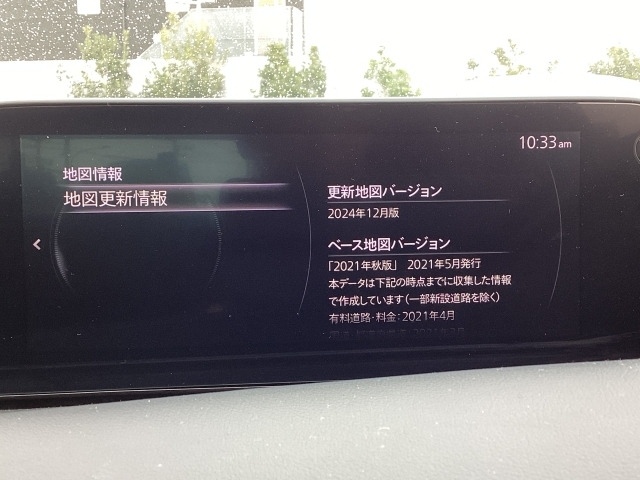 10:33am
地図情報
地図更新情報
更新地図バージョン
2024年12月版
ベース地図バージョン
「2021年秋版」 2021年5月発行
本データは下記の時点までに収集した情報
で作成しています(一部新設道路を除く)
有料道路・料金:2021年4月